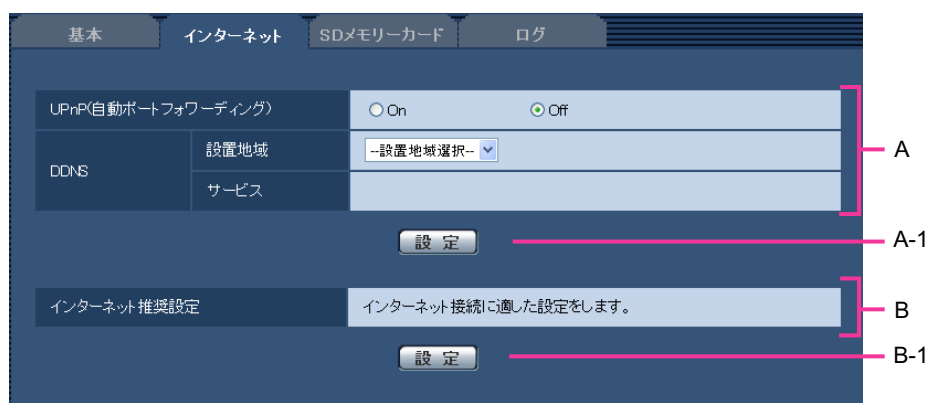 基本 インターネット SDメモリーカード ログ
UPnP(自動ポートフォワーディング) On Off
A
DDNS 設置地域 --設置地域選択--
サービス
設定 A-1
インターネット推奨設定 インターネット接続に適した設定をします。 B
設定 B-1